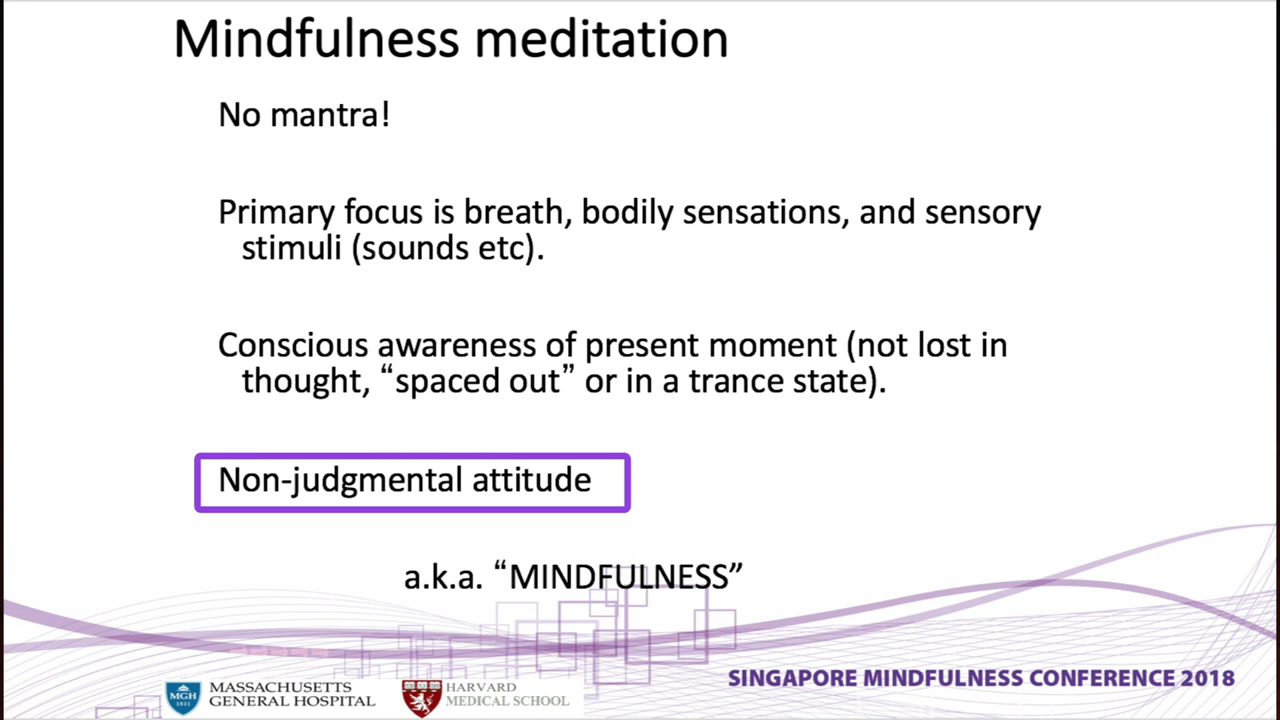 Mindfulness meditation
No mantra!
Primary focus is breath, bodily sensations, and sensory
stimuli (sounds etc).
Conscious awareness of present moment (not lost in
thought, “spaced out” or in a trance state).
Non-judgmental attitude
a.k.a. “MINDFULNESS”
MGH
1811
MASSACHUSETTS
GENERAL HOSPITAL
HARVARD
MEDICAL SCHOOL
SINGAPORE MINDFULNESS CONFERENCE 2018